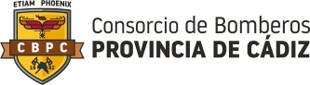 ETIAM PHOENIX
CBPC
Consorcio de Bomberos
PROVINCIA DE CÁDIZ